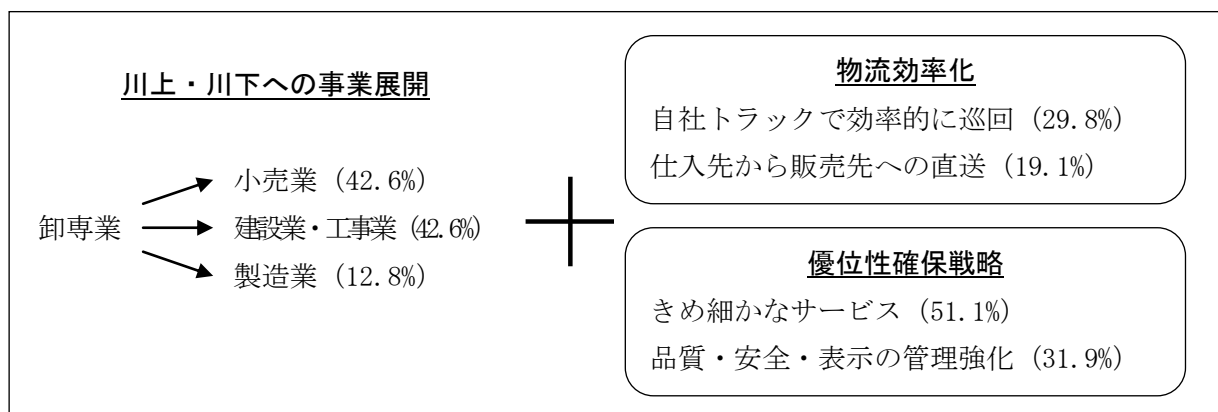 川上・川下への事業展開
卸専業
小売業 (42.6%)
建設業・工事業 (42.6%)
製造業 (12.8%)
物流効率化
自社トラックで効率的に巡回 (29.8%)
仕入先から販売先への直送 (19.1%)
優位性確保戦略
きめ細かなサービス (51.1%)
品質・安全・表示の管理強化 (31.9%)